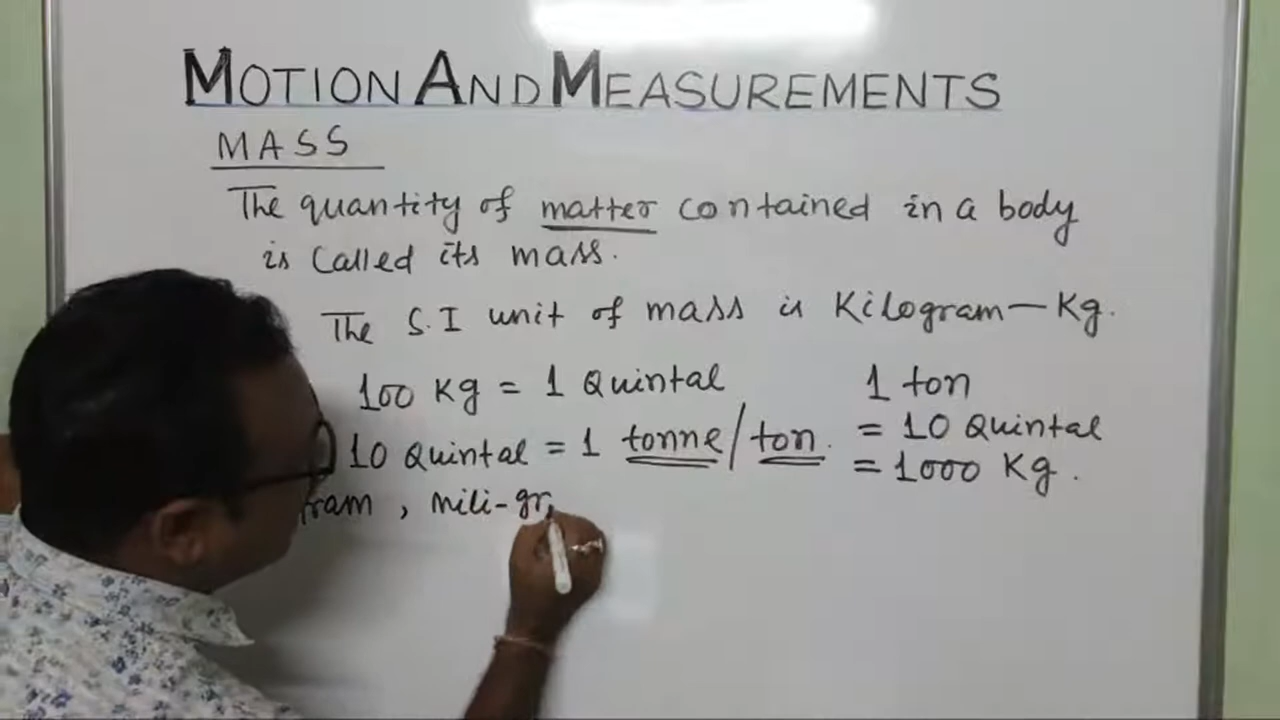 MOTION AND MEASUREMENTS
MASS
The quantity of matter contained in a body
is called its mass.
The S.I unit of mass is Kilogram—Kg.
100 Kg = 1 Quintal
10 Quintal = 1 tonne/ton.
1 ton
= 10 Quintal
= 1000 Kg.
, mili-gr